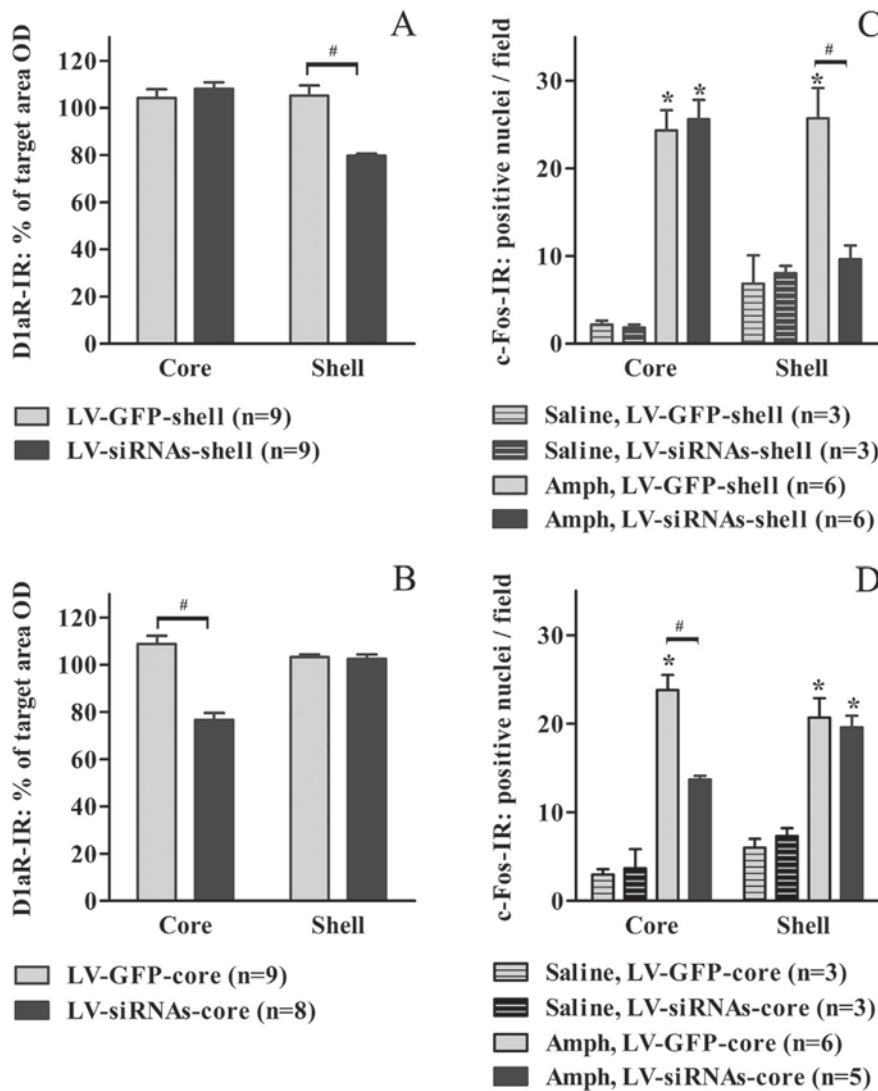 A
D1aR-IR: % of target area OD
120
100
80
60
40
20
0
#
Core
Shell
LV-GFP-shell (n=9)
LV-siRNAs-shell (n=9)
C
c-Fos-IR: positive nuclei / field
30
20
10
0
*
*
*
#
Core
Shell
Saline, LV-GFP-shell (n=3)
Saline, LV-siRNAs-shell (n=3)
Amph, LV-GFP-shell (n=6)
Amph, LV-siRNAs-shell (n=6)
B
D1aR-IR: % of target area OD
120
100
80
60
40
20
0
#
Core
Shell
LV-GFP-core (n=9)
LV-siRNAs-core (n=8)
D
c-Fos-IR: positive nuclei / field
30
20
10
0
*
#
*
*
Core
Shell
Saline, LV-GFP-core (n=3)
Saline, LV-siRNAs-core (n=3)
Amph, LV-GFP-core (n=6)
Amph, LV-siRNAs-core (n=5)